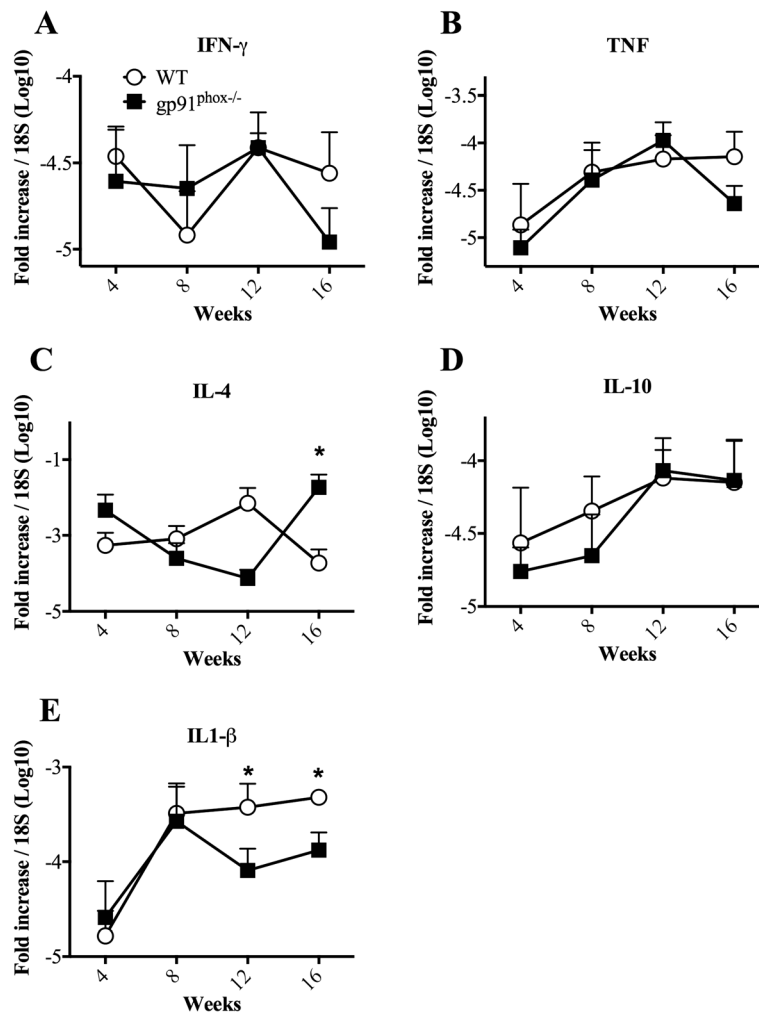 A
IFN-γ
Fold increase / 18S (Log10)
-4
-4.5
-5
WT
gp91phox-/-
4
8
12
16
Weeks
B
TNF
Fold increase / 18S (Log10)
-3.5
-4
-4.5
-5
4
8
12
16
Weeks
C
IL-4
Fold increase / 18S (Log10)
-1
-3
-5
*
4
8
12
16
Weeks
D
IL-10
Fold increase / 18S (Log10)
-4
-4.5
-5
4
8
12
16
Weeks
E
IL1-β
Fold increase / 18S (Log10)
-3
-4
-5
*
*
4
8
12
16
Weeks